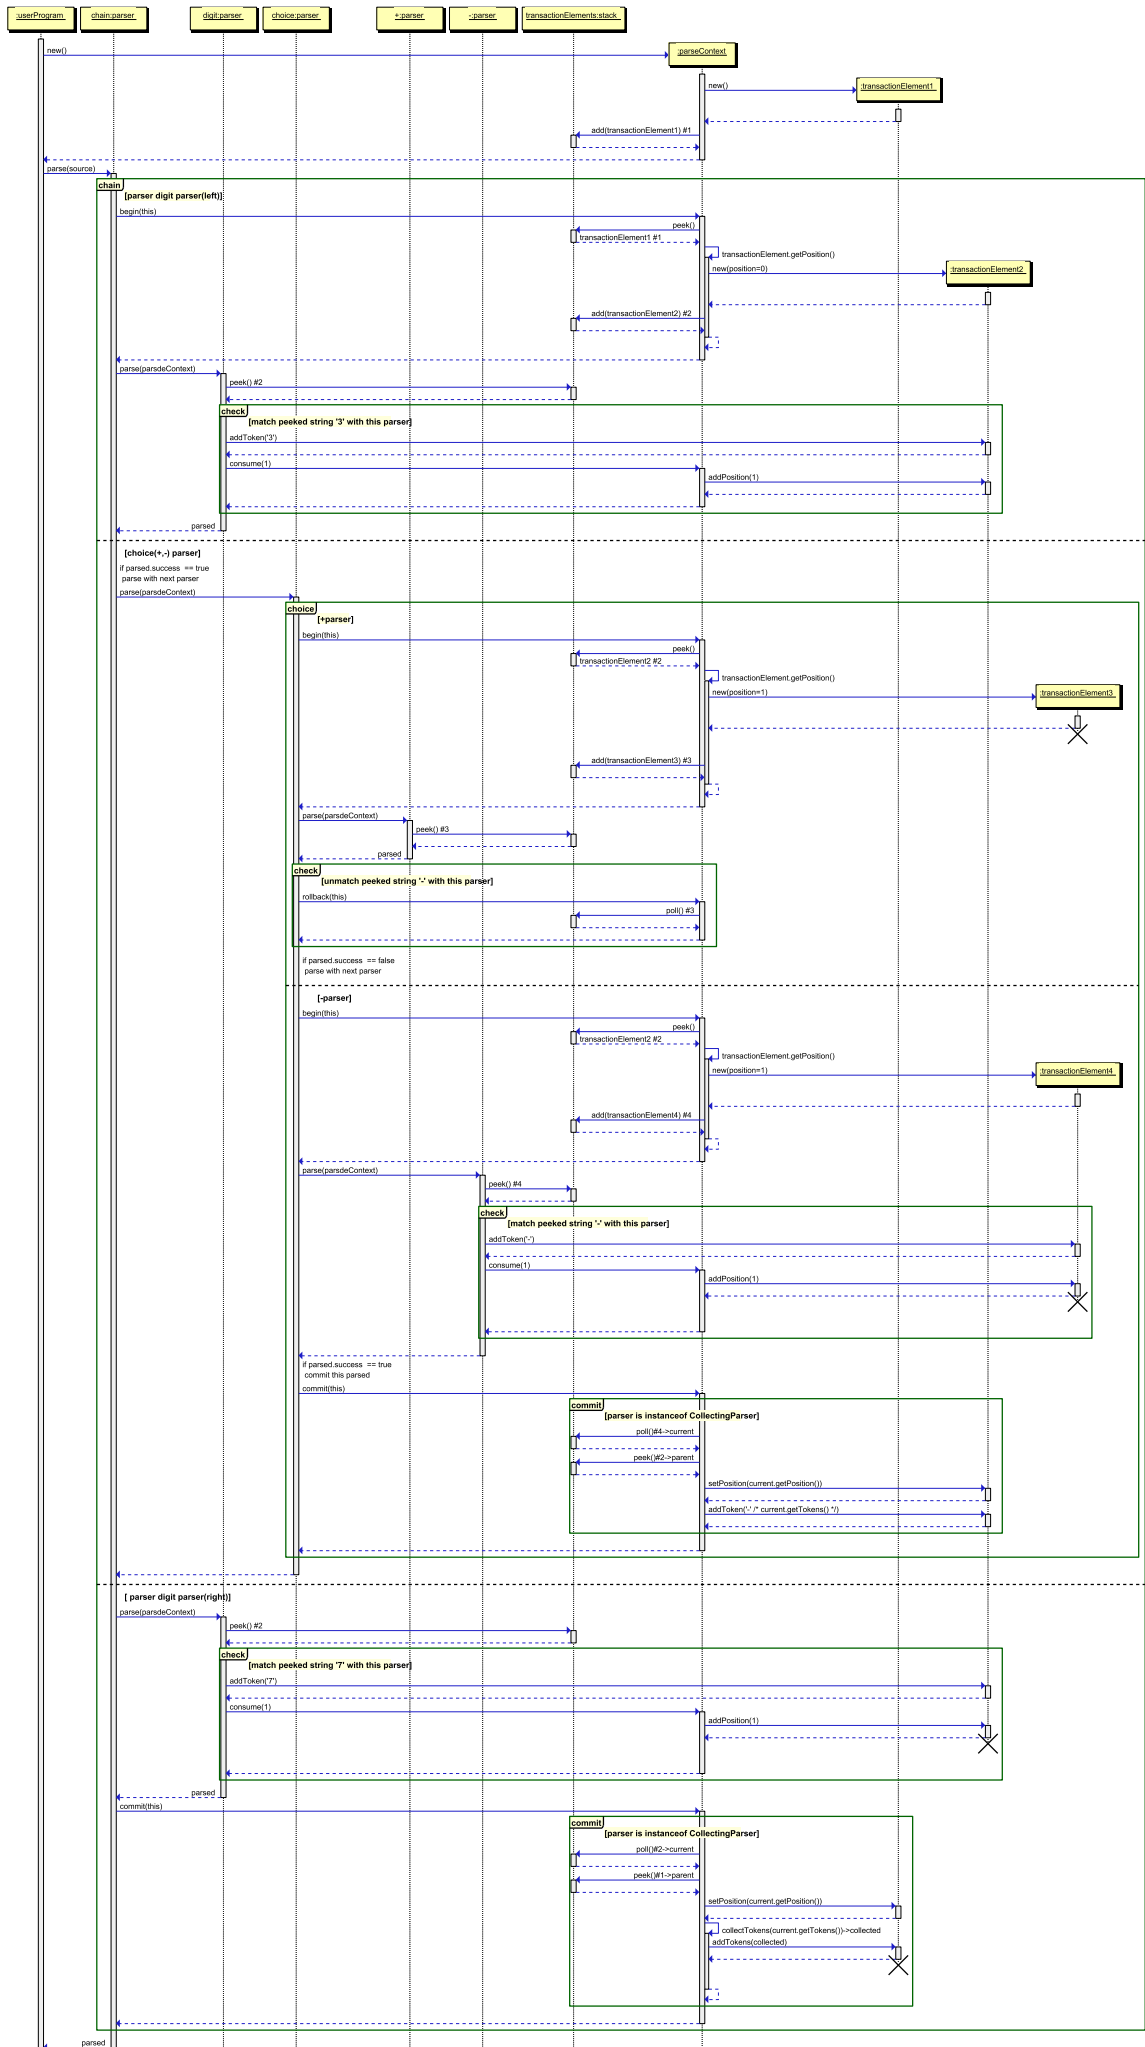 :userProgram
chain:parser
digit:parser
choice:parser
+:parser
-:parser
transactionElements:stack
new()
:parseContext
new()
:transactionElement1
add(transactionElement1) #1
parse(source)
chain
[parser digit parser(left)]
begin(this)
peek()
transactionElement1 #1
transactionElement.getPosition()
new(position=0)
:transactionElement2
add(transactionElement2) #2
parse(parsdeContext)
peek() #2
check
[match peeked string '3' with this parser]
addToken('3')
consume(1)
addPosition(1)
parsed
[choice(+,-) parser]
if parsed.success == true
parse with next parser
parse(parsdeContext)
choice
[+parser]
begin(this)
peek()
transactionElement2 #2
transactionElement.getPosition()
new(position=1)
:transactionElement3
add(transactionElement3) #3
parse(parsdeContext)
peek() #3
parsed
check
[unmatch peeked string '-' with this parser]
rollback(this)
poll() #3
if parsed.success == false
parse with next parser
[-parser]
begin(this)
peek()
transactionElement2 #2
transactionElement.getPosition()
new(position=1)
:transactionElement4
add(transactionElement4) #4
parse(parsdeContext)
peek() #4
check
[match peeked string '-' with this parser]
addToken('-')
consume(1)
addPosition(1)
if parsed.success == true
commit this parsed
commit(this)
commit
[parser is instanceof CollectingParser]
poll()#4->current
peek()#2->parent
setPosition(current.getPosition())
addToken('-' /* current.getTokens() */)
[ parser digit parser(right)]
parse(parsdeContext)
peek() #2
check
[match peeked string '7' with this parser]
addToken('7')
consume(1)
addPosition(1)
parsed
commit(this)
commit
[parser is instanceof CollectingParser]
poll()#2->current
peek()#1->parent
setPosition(current.getPosition())
collectTokens(current.getTokens())->collected
addTokens(collected)
parsed